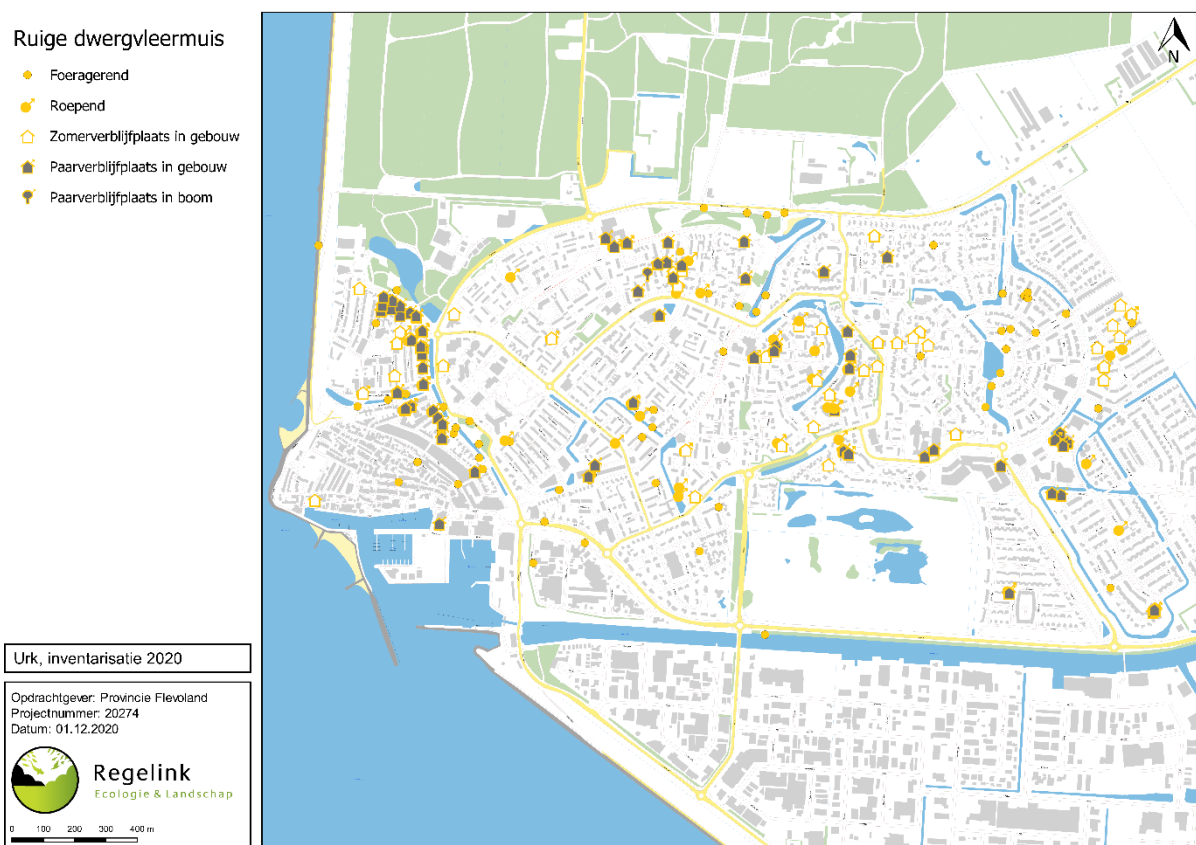 Ruige dwergvleermuis
Foeragerend
Roepend
Zomerverblijfplaats in gebouw
Paarverblijfplaats in gebouw
Paarverblijfplaats in boom
N
Urk, inventarisatie 2020
Opdrachtgever: Provincie Flevoland
Projectnummer: 20274
Datum: 01.12.2020
Regelink
Ecologie & Landschap
0 100 200 300 400 m